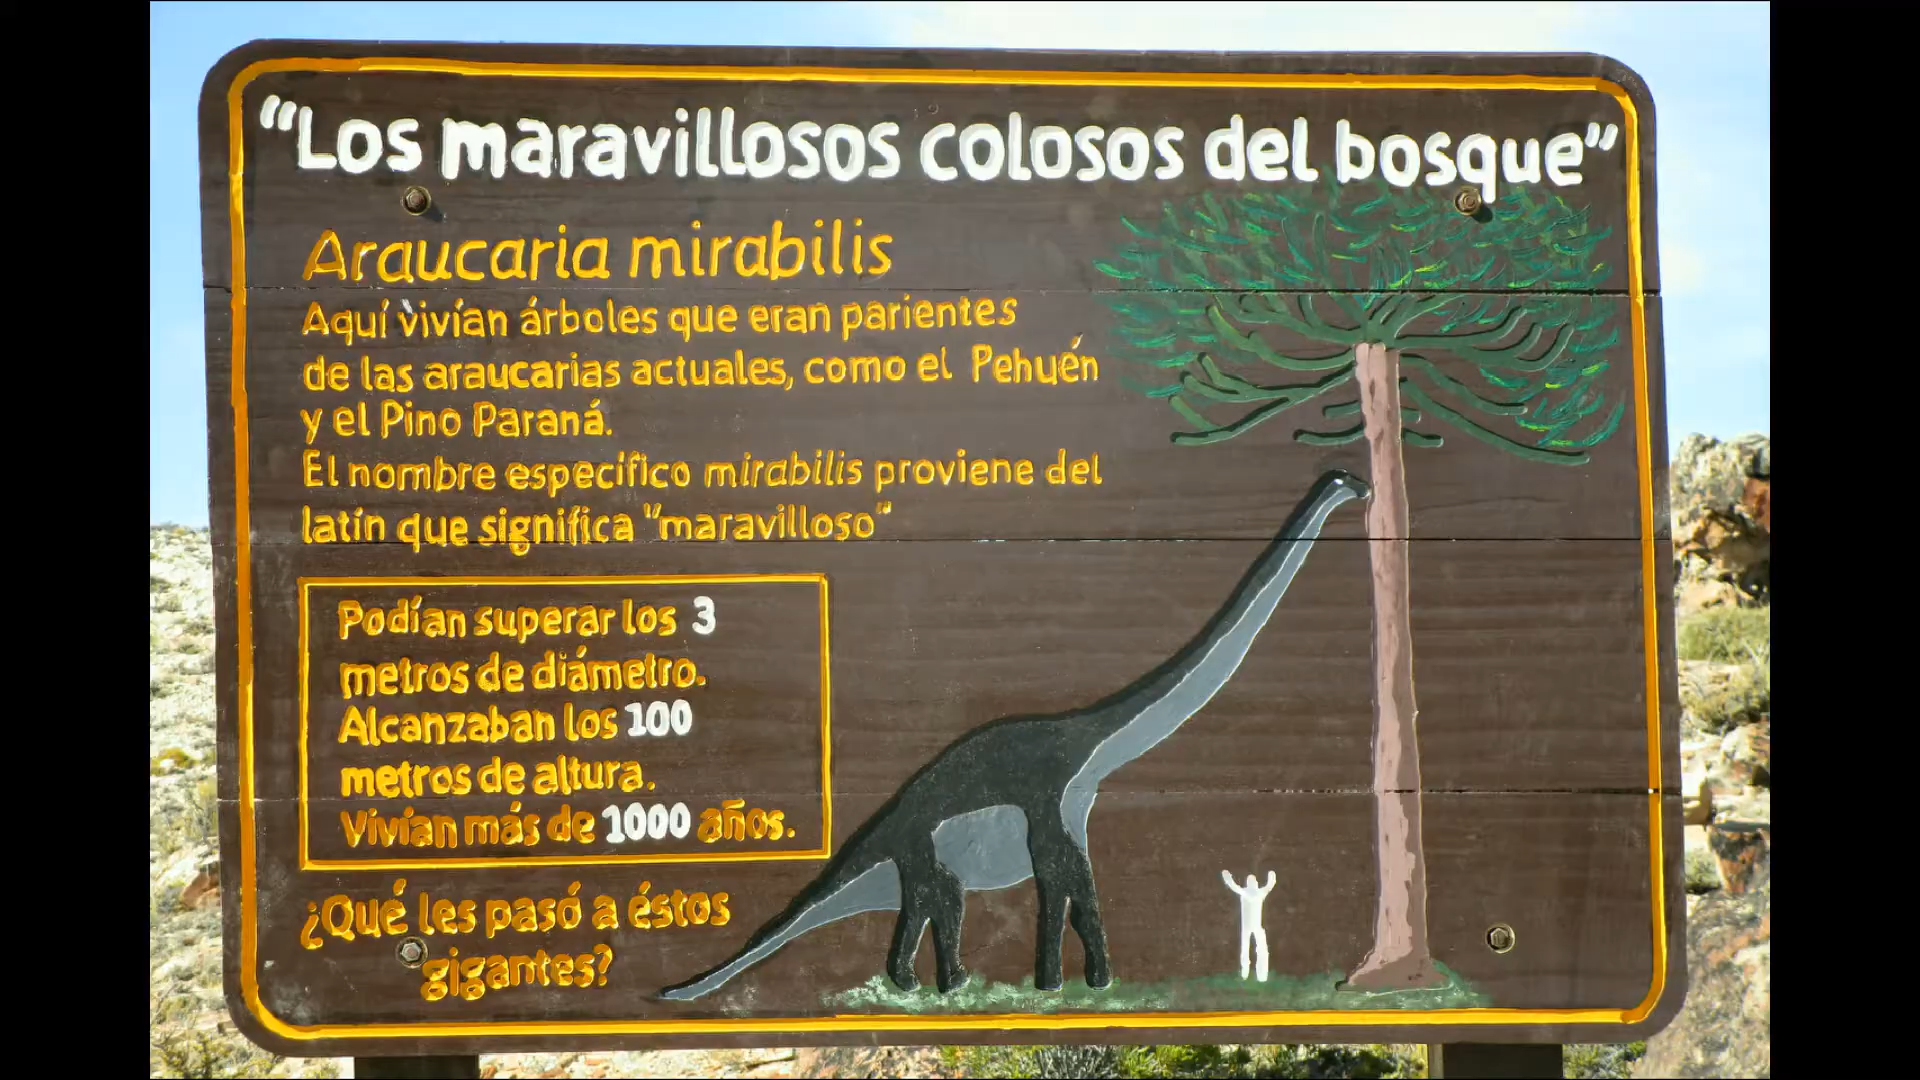 "Los maravillosos colosos del bosque"
Araucaria mirabilis
Aquí vivían árboles que eran parientes
de las araucarias actuales, como el Pehuén
y el Pino Paraná.
El nombre específico mirabilis proviene del
latín que significa "maravilloso"
Podían superar los 3
metros de diámetro.
Alcanzaban los 100
metros de altura.
Vivían más de 1000 años.
¿Qué les pasó a éstos
gigantes?